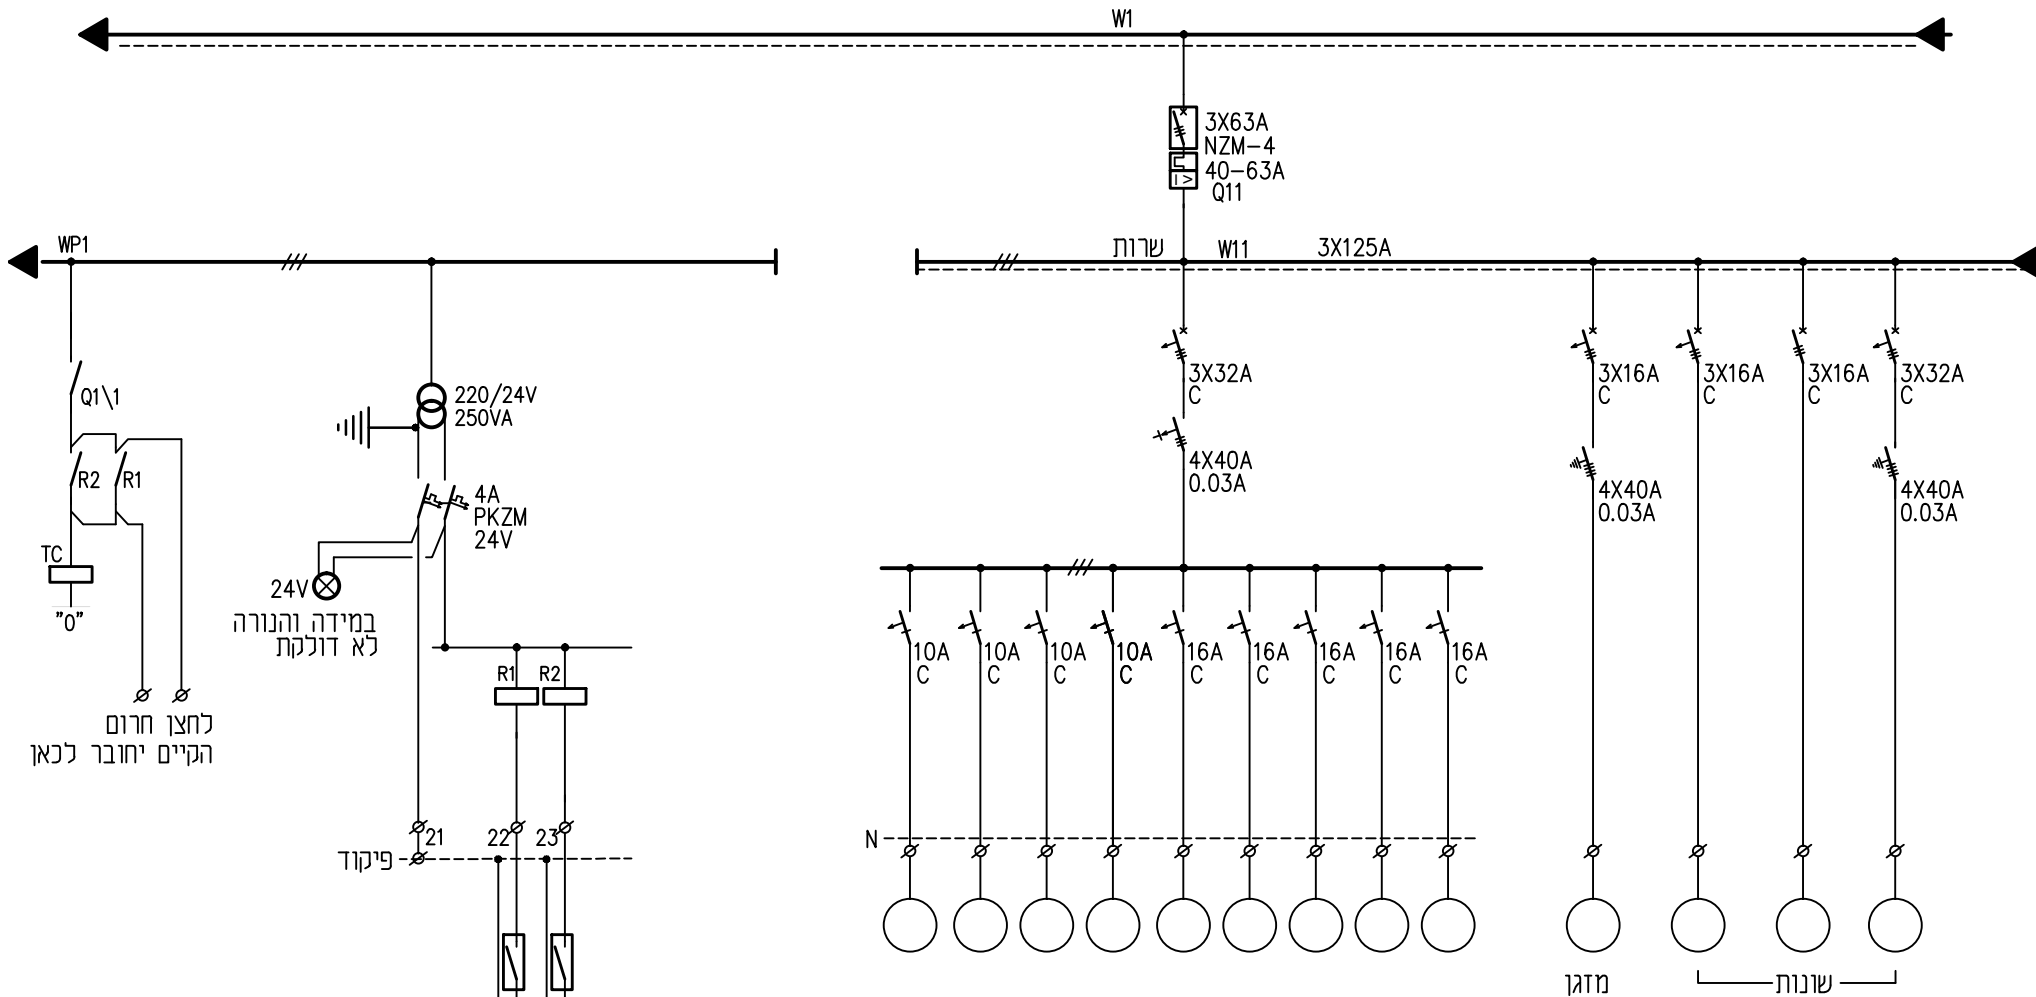 W1
3X63A
NZM-4
40-63A
Q11
WP1
שרות
W11
3X125A
Q1\1
220/24V
250VA
3X32A
C
3X16A
C
3X16A
C
3X16A
C
3X32A
C
R2
R1
4A
PKZM
24V
4X40A
0.03A
4X40A
0.03A
4X40A
0.03A
TC
"0"
24V
במידה והנורה
לא דולקת
10A
C
10A
C
10A
C
10A
C
16A
C
16A
C
16A
C
16A
C
16A
C
R1
R2
לחצן חרום
הקיים יחובר לכאן
21
22
23
פיקוד
N
I>
מזגן
שונות